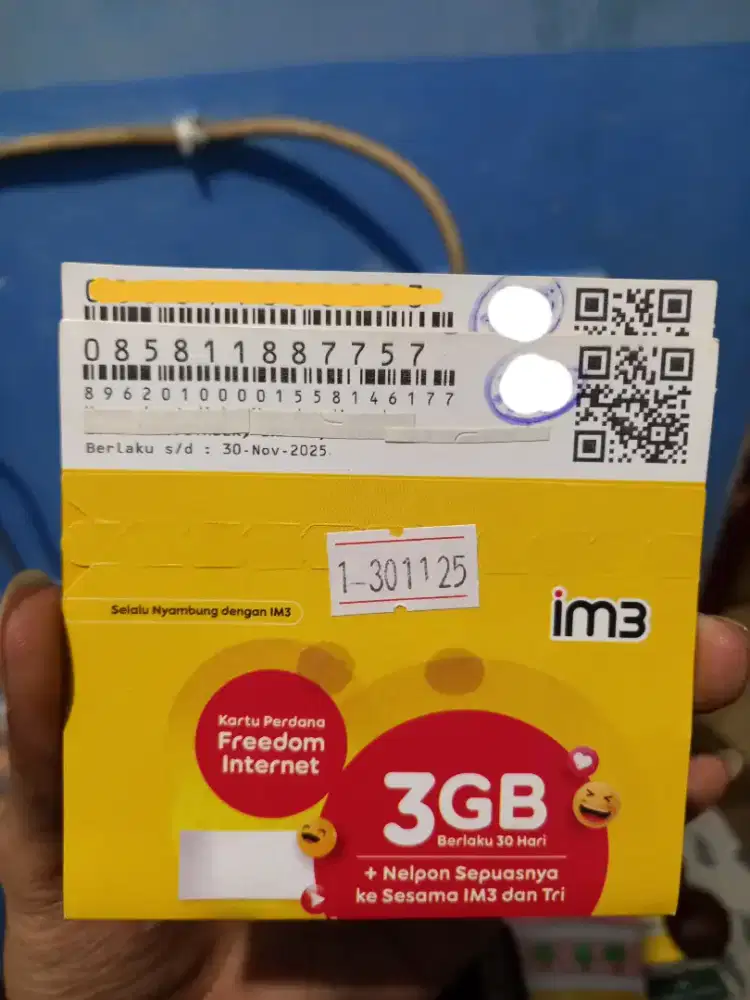 085811887757
8962010000155814617​7
Berlaku s/d : 30-Nov-2025
1-301125
Selalu Nyambung dengan IM3
im3
Kartu Perdana
Freedom
Internet
3GB
Berlaku 30 Hari
+ Nelpon Sepuasnya
ke Sesama IM3 dan Tri